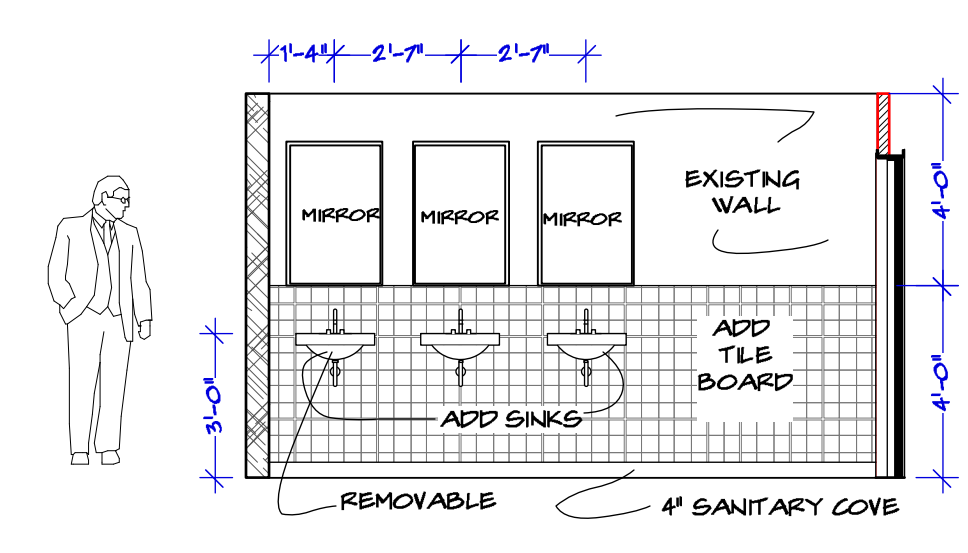 1'-4" 2'-7" 2'-7"
EXISTING
WALL
4'-0"
MIRROR MIRROR MIRROR
ADD
TILE
BOARD
3'-0"
4'-0"
ADD SINKS
REMOVABLE
4" SANITARY COVE